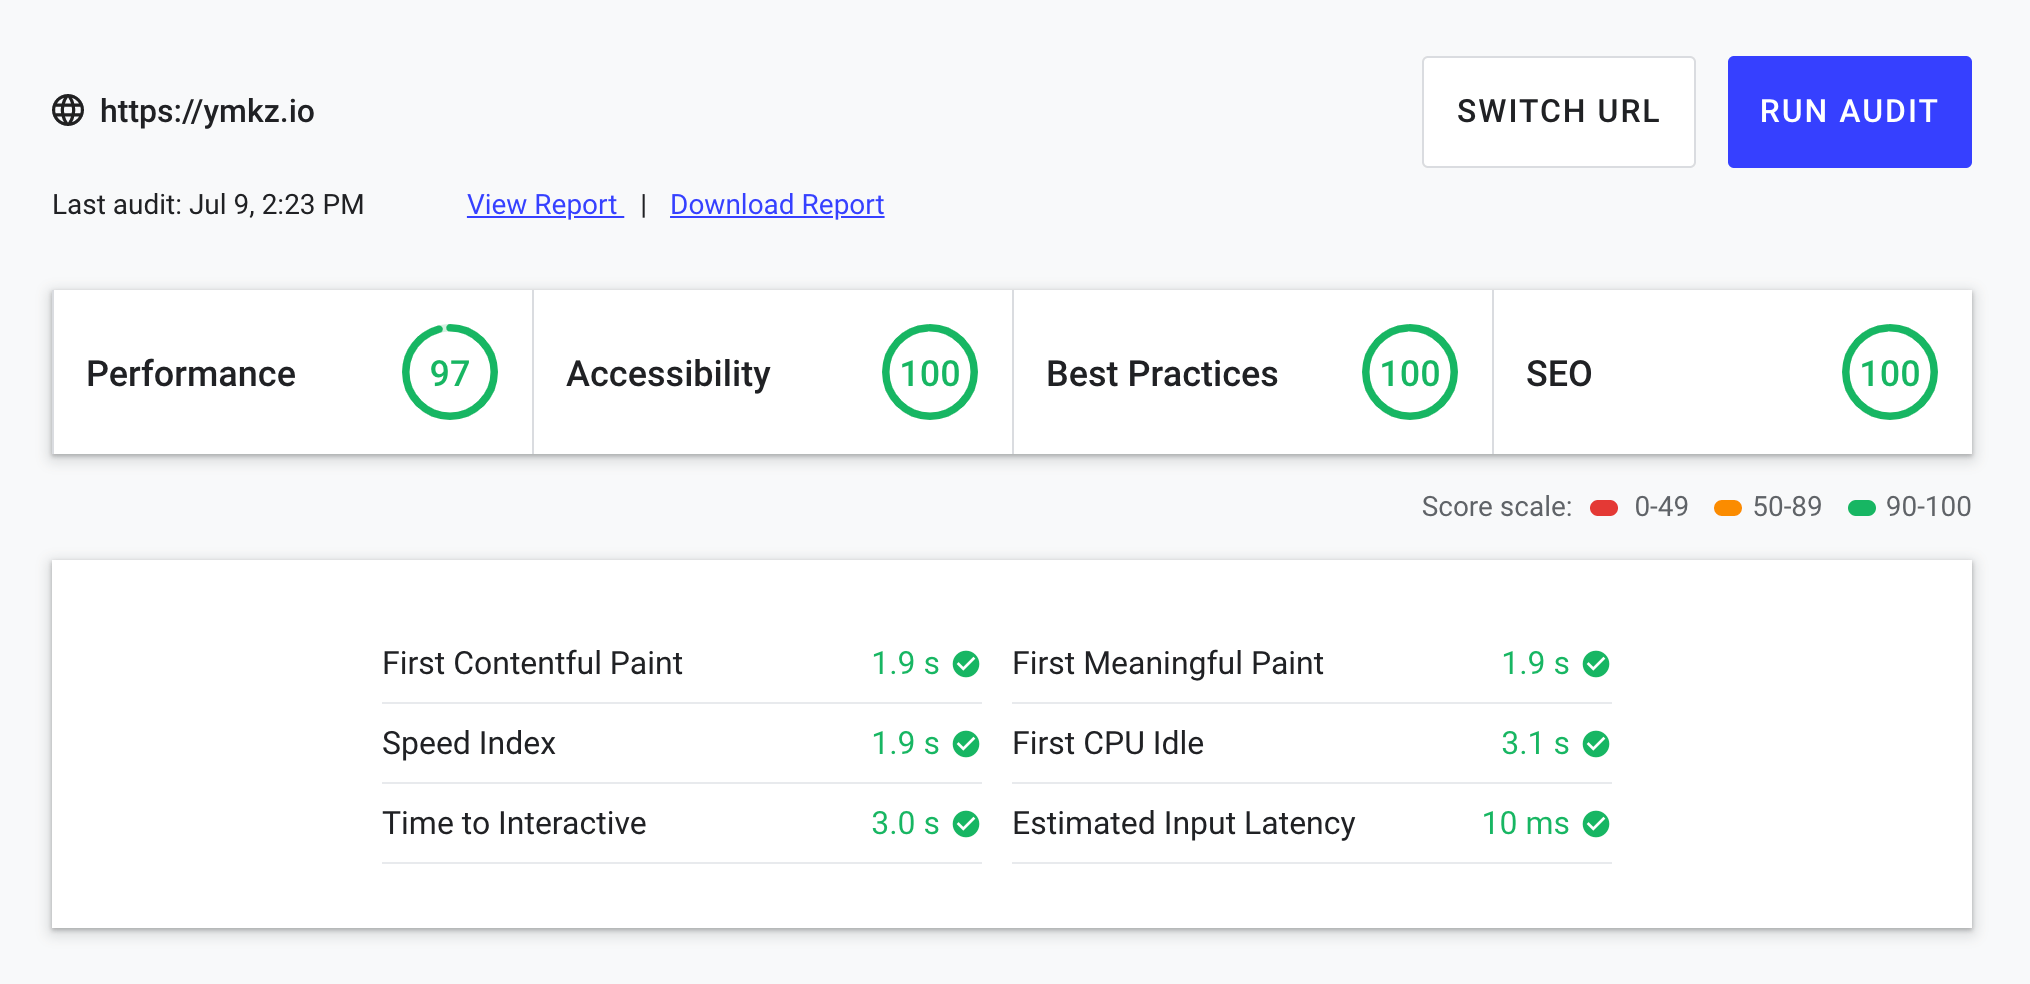 https://ymkz.io
SWITCH URL
RUN AUDIT
Last audit: Jul 9, 2:23 PM
View Report | Download Report
Performance 97
Accessibility 100
Best Practices 100
SEO 100
Score scale: 0-49 50-89 90-100
First Contentful Paint 1.9 s
First Meaningful Paint 1.9 s
Speed Index 1.9 s
First CPU Idle 3.1 s
Time to Interactive 3.0 s
Estimated Input Latency 10 ms